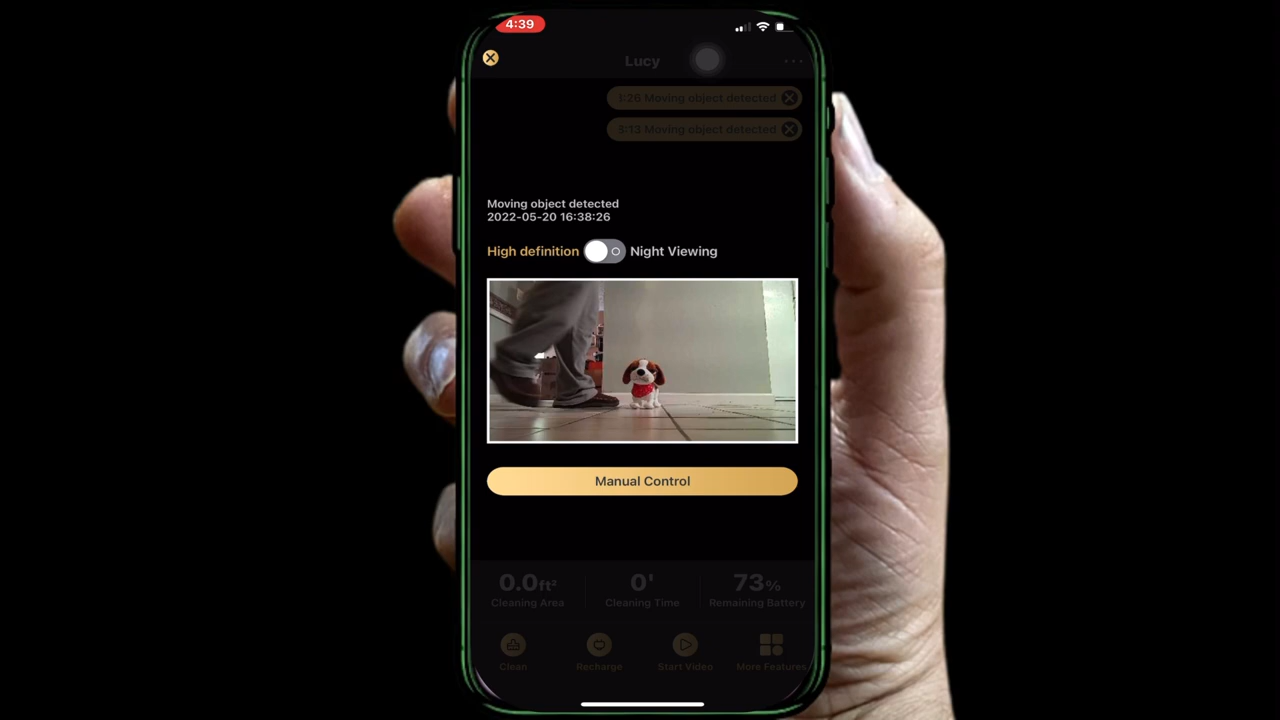 4:39
Lucy
1:26 Moving object detected
5:13 Moving object detected
Moving object detected
2022-05-20 16:38:26
High definition Night Viewing
Manual Control
0.0ft² 0' 73%
Cleaning Area Cleaning Time Remaining Battery
Clean Recharge Start Video More Features